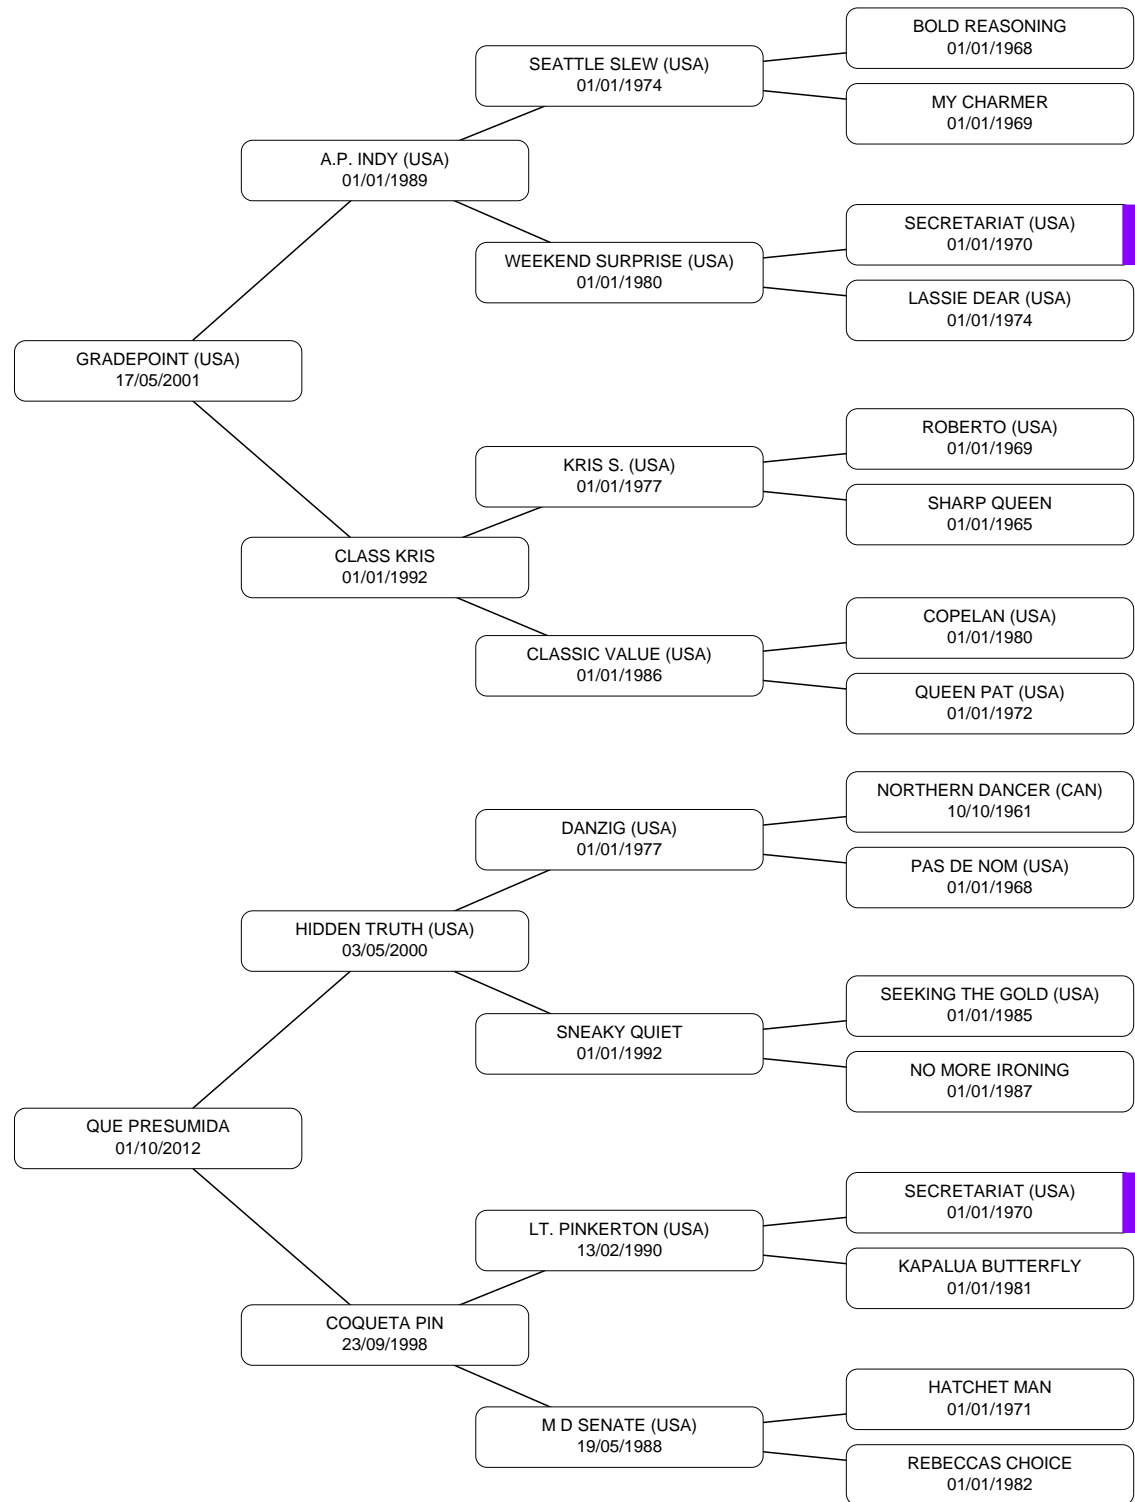 BOLD REASONING
01/01/1968
SEATTLE SLEW (USA)
01/01/1974
MY CHARMER
01/01/1969
A.P. INDY (USA)
01/01/1989
SECRETARIAT (USA)
01/01/1970
WEEKEND SURPRISE (USA)
01/01/1980
LASSIE DEAR (USA)
01/01/1974
GRADEPOINT (USA)
17/05/2001
ROBERTO (USA)
01/01/1969
KRIS S. (USA)
01/01/1977
SHARP QUEEN
01/01/1965
CLASS KRIS
01/01/1992
COPELAN (USA)
01/01/1980
CLASSIC VALUE (USA)
01/01/1986
QUEEN PAT (USA)
01/01/1972
NORTHERN DANCER (CAN)
10/10/1961
DANZIG (USA)
01/01/1977
PAS DE NOM (USA)
01/01/1968
HIDDEN TRUTH (USA)
03/05/2000
SEEKING THE GOLD (USA)
01/01/1985
SNEAKY QUIET
01/01/1992
NO MORE IRONING
01/01/1987
QUE PRESUMIDA
01/10/2012
SECRETARIAT (USA)
01/01/1970
LT. PINKERTON (USA)
13/02/1990
KAPALUA BUTTERFLY
01/01/1981
COQUETA PIN
23/09/1998
HATCHET MAN
01/01/1971
M D SENATE (USA)
19/05/1988
REBECCAS CHOICE
01/01/1982